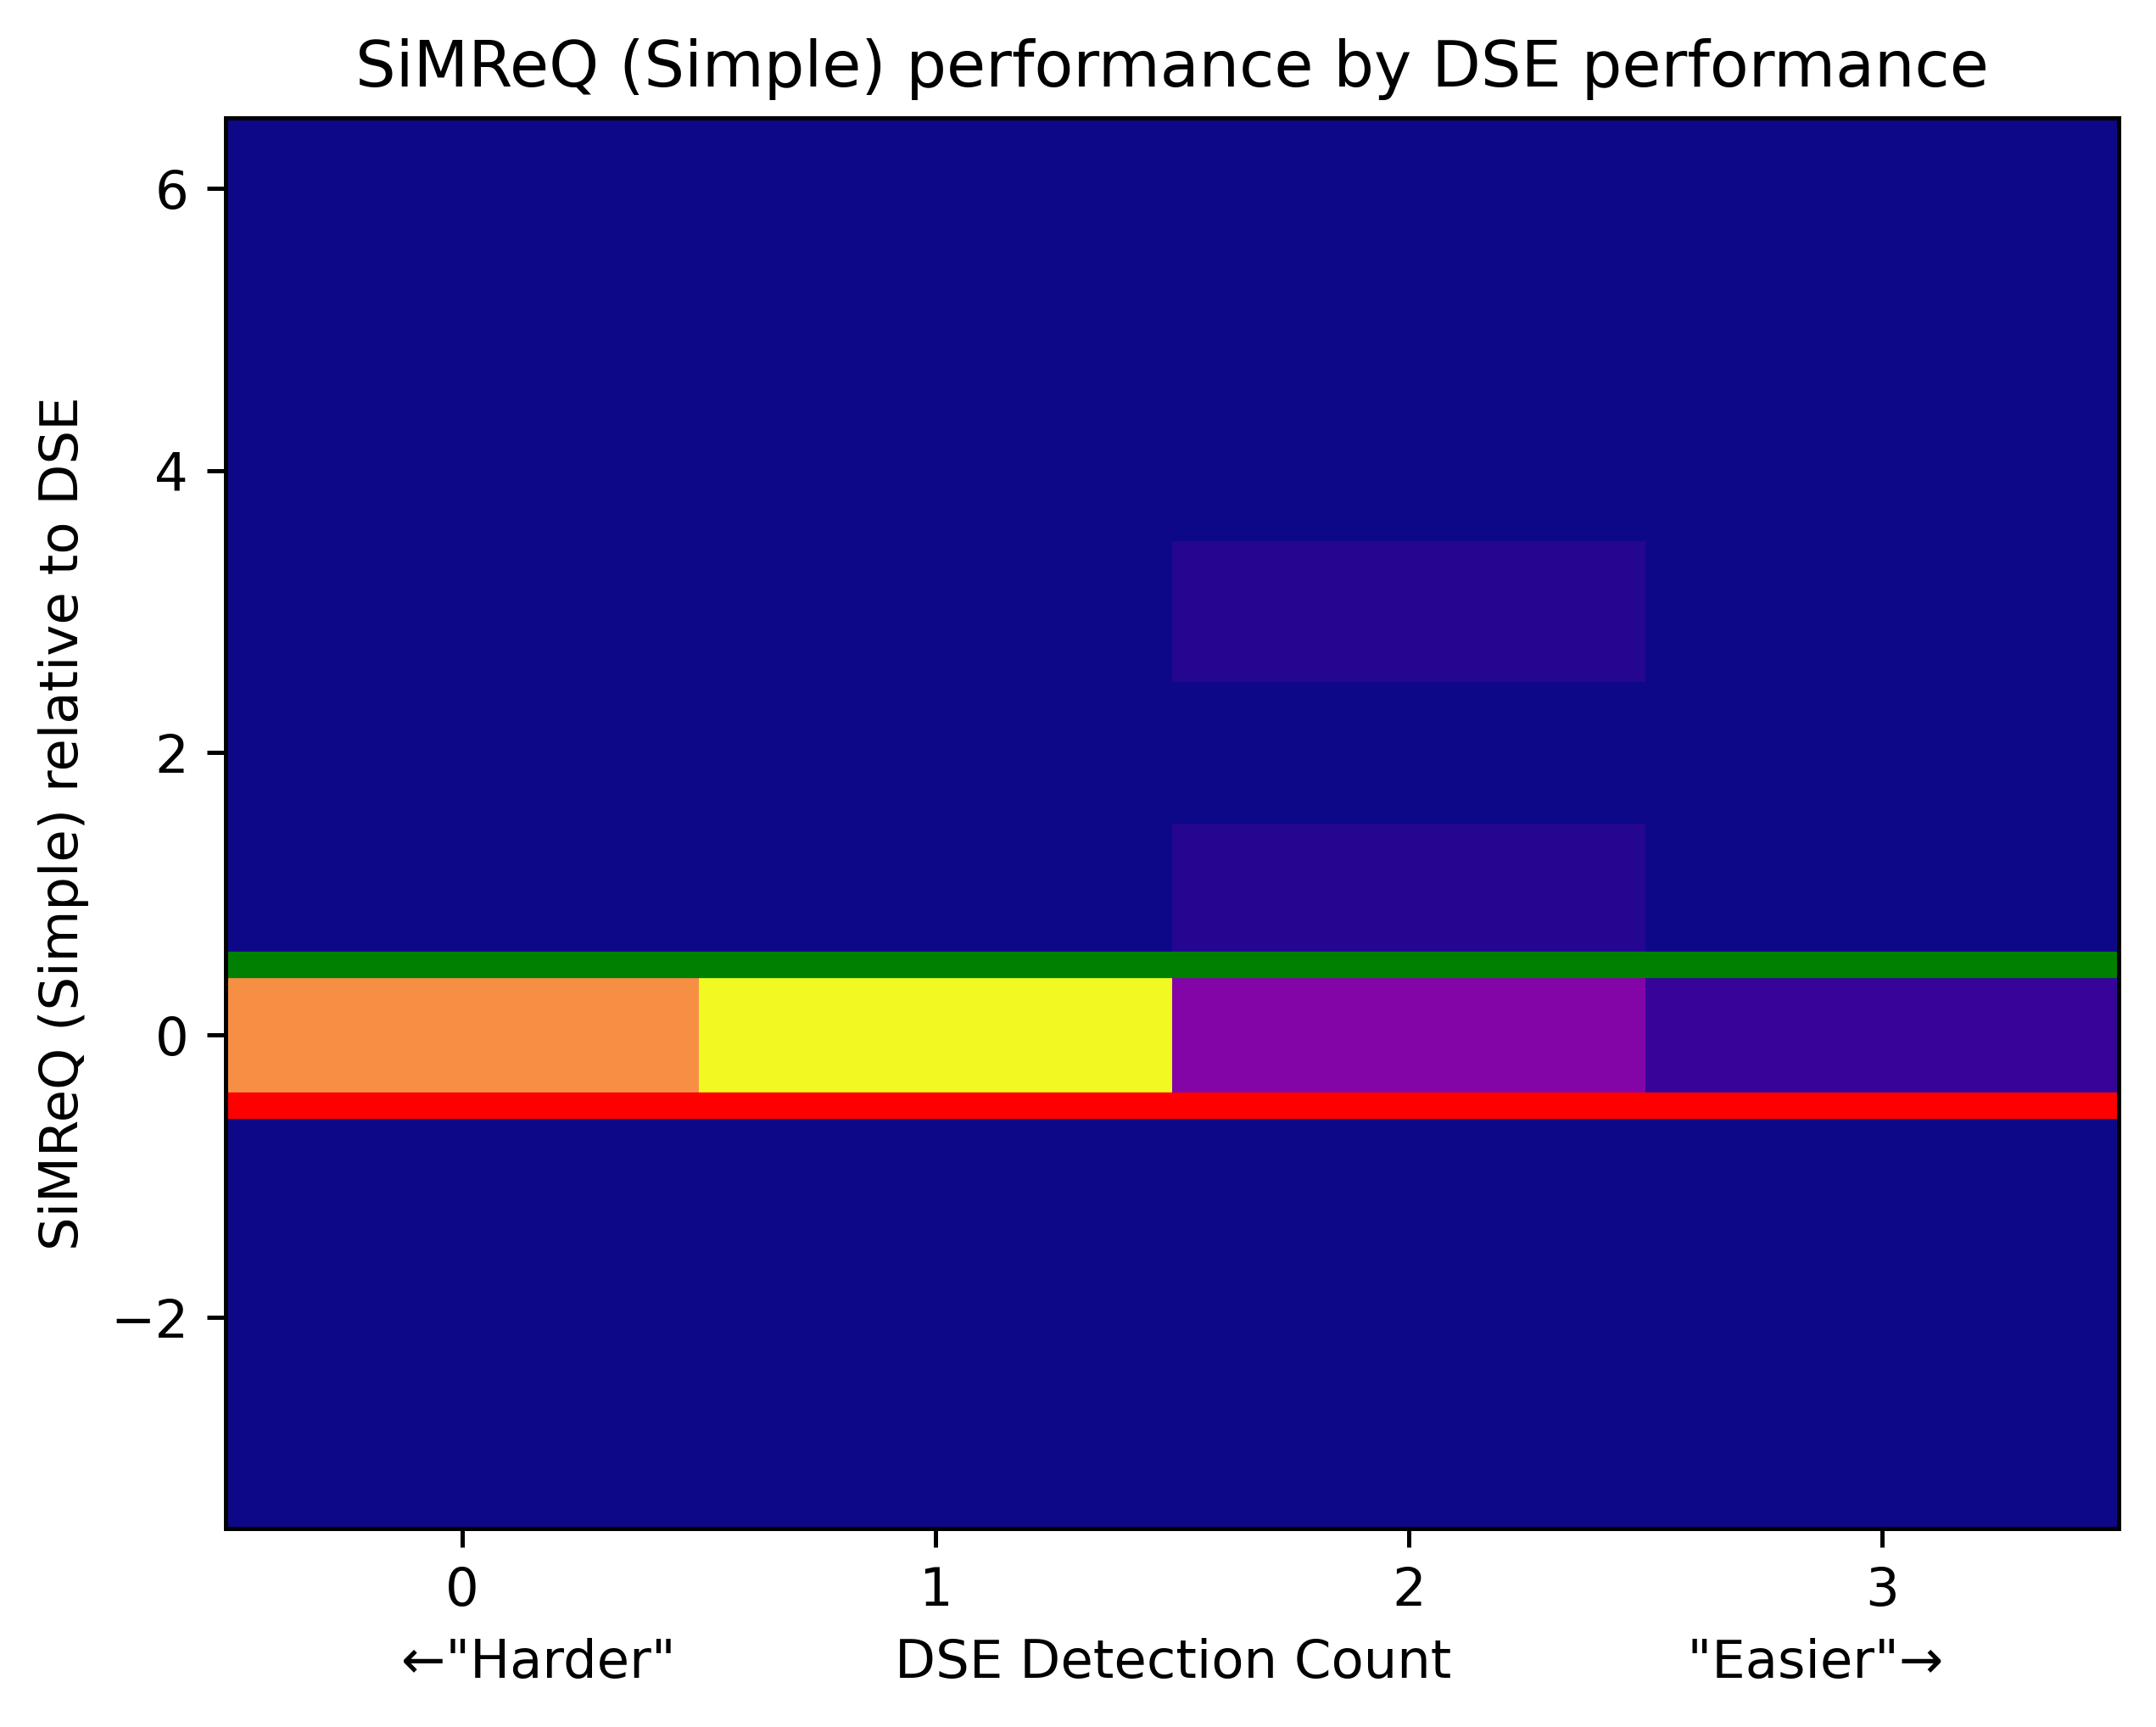 SiMReQ (Simple) performance by DSE performance
SiMReQ (Simple) relative to DSE
6
4
2
0
−2
0 1 2 3
←"Harder" DSE Detection Count "Easier"→